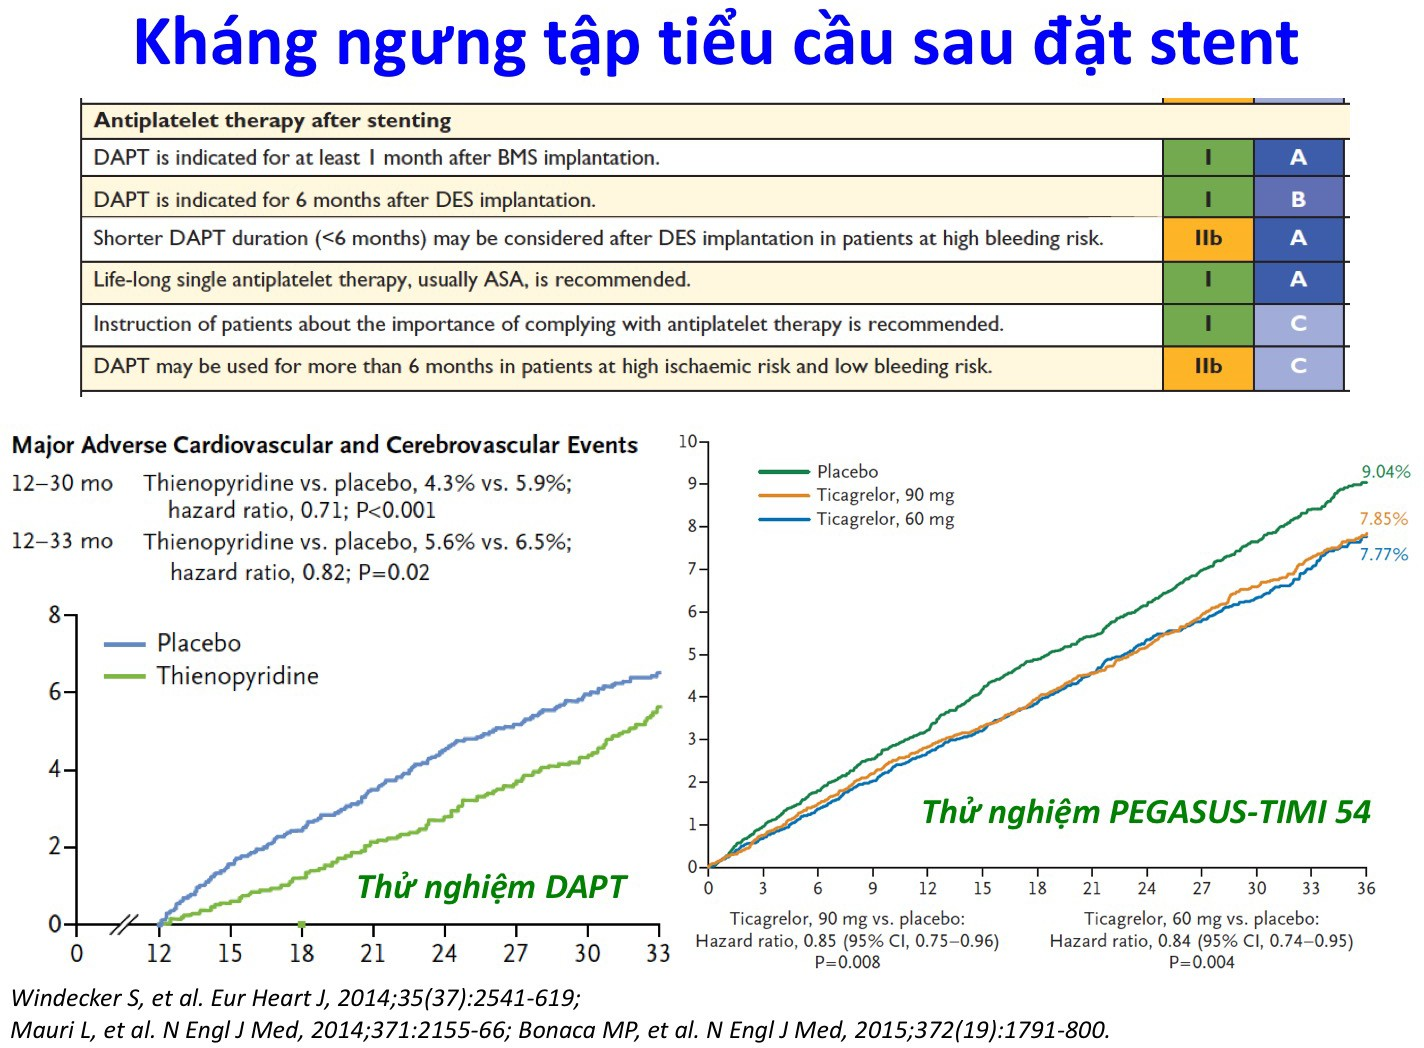 Kháng ngưng tập tiểu cầu sau đặt stent
Antiplatelet therapy after stenting
DAPT is indicated for at least 1 month after BMS implantation. I A
DAPT is indicated for 6 months after DES implantation. I B
Shorter DAPT duration (<6 months) may be considered after DES implantation in patients at high bleeding risk. IIb A
Life-long single antiplatelet therapy, usually ASA, is recommended. I A
Instruction of patients about the importance of complying with antiplatelet therapy is recommended. I C
DAPT may be used for more than 6 months in patients at high ischaemic risk and low bleeding risk. IIb C
Major Adverse Cardiovascular and Cerebrovascular Events
12–30 mo Thienopyridine vs. placebo, 4.3% vs. 5.9%;
hazard ratio, 0.71; P<0.001
12–33 mo Thienopyridine vs. placebo, 5.6% vs. 6.5%;
hazard ratio, 0.82; P=0.02
8
6
4
2
0
Placebo
Thienopyridine
Thử nghiệm DAPT
0 12 15 18 21 24 27 30 33
10
9
8
7
6
5
4
3
2
1
0
Placebo
Ticagrelor, 90 mg
Ticagrelor, 60 mg
9.04%
7.85%
7.77%
Thử nghiệm PEGASUS-TIMI 54
0 3 6 9 12 15 18 21 24 27 30 33 36
Ticagrelor, 90 mg vs. placebo:
Hazard ratio, 0.85 (95% CI, 0.75–0.96)
P=0.008
Ticagrelor, 60 mg vs. placebo:
Hazard ratio, 0.84 (95% CI, 0.74–0.95)
P=0.004
Windecker S, et al. Eur Heart J, 2014;35(37):2541-619;
Mauri L, et al. N Engl J Med, 2014;371:2155-66; Bonaca MP, et al. N Engl J Med, 2015;372(19):1791-800.